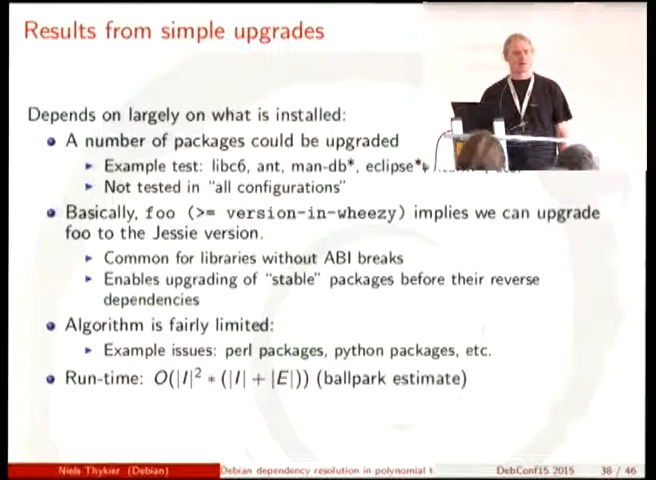 Results from simple upgrades
Depends on largely on what is installed:
A number of packages could be upgraded
Example test: libc6, ant, man-db*, eclipse*,
Not tested in "all configurations"
Basically, foo (>= version-in-wheezy) implies we can upgrade
foo to the Jessie version.
Common for libraries without ABI breaks
Enables upgrading of "stable" packages before their reverse
dependencies
Algorithm is fairly limited:
Example issues: perl packages, python packages, etc.
Run-time: O(|I|² * (|I| + |E|)) (ballpark estimate)
Niels Thykier (Debian) Debian dependency resolution in polynomial t DebConf15 2015 38 / 46